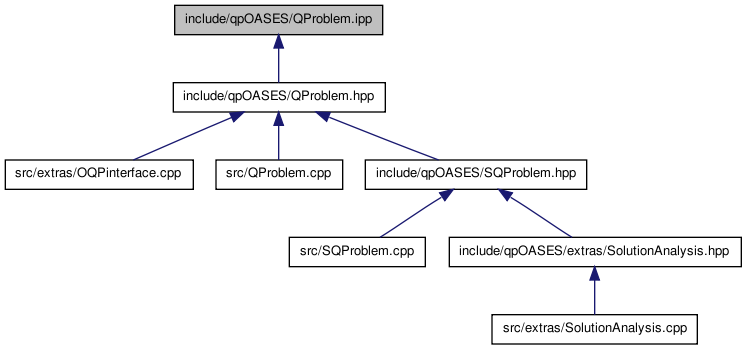 include/qpOASES/QProblem.ipp
include/qpOASES/QProblem.hpp
src/extras/OQPinterface.cpp
src/QProblem.cpp
include/qpOASES/SQProblem.hpp
src/SQProblem.cpp
include/qpOASES/extras/SolutionAnalysis.hpp
src/extras/SolutionAnalysis.cpp